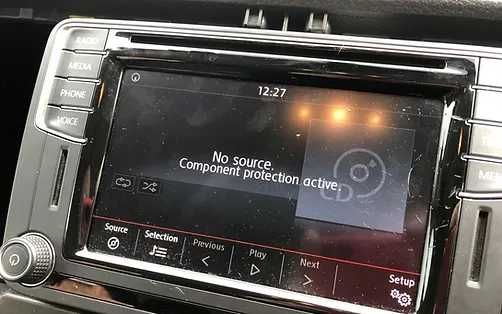 RADIO
MEDIA
PHONE
VOICE
12:27
No source.
Component protection active.
Source
Selection
Previous
Play
Next
Setup